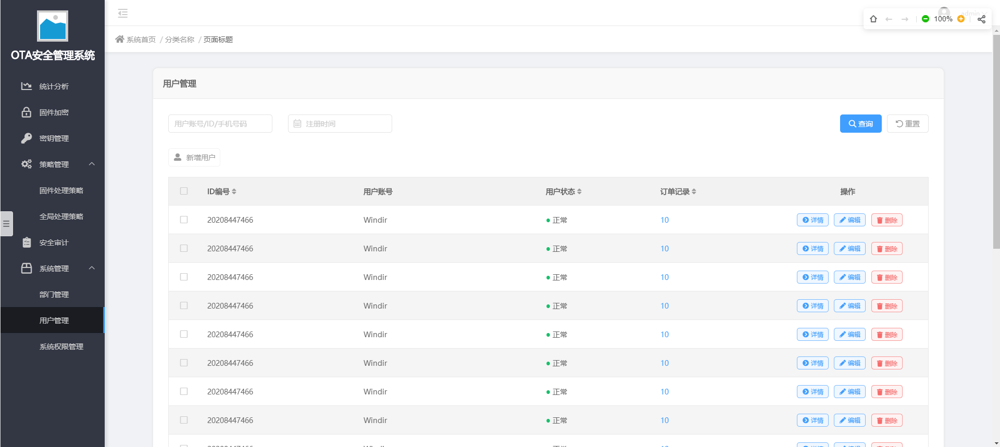 admin
100%
系统首页 / 分类名称 / 页面标题
OTA安全管理系统
统计分析
固件加密
密钥管理
策略管理
固件处理策略
全局处理策略
安全审计
系统管理
部门管理
用户管理
系统权限管理
用户管理
用户账号/ID/手机号码 注册时间 查询 重置
新增用户
ID编号 用户账号 用户状态 订单记录 操作
20208447466 Windir 正常 10 详情 编辑 删除
20208447466 Windir 正常 10 详情 编辑 删除
20208447466 Windir 正常 10 详情 编辑 删除
20208447466 Windir 正常 10 详情 编辑 删除
20208447466 Windir 正常 10 详情 编辑 删除
20208447466 Windir 正常 10 详情 编辑 删除
20208447466 Windir 正常 10 详情 编辑 删除
20208447466 Windir 正常 10 详情 编辑 删除